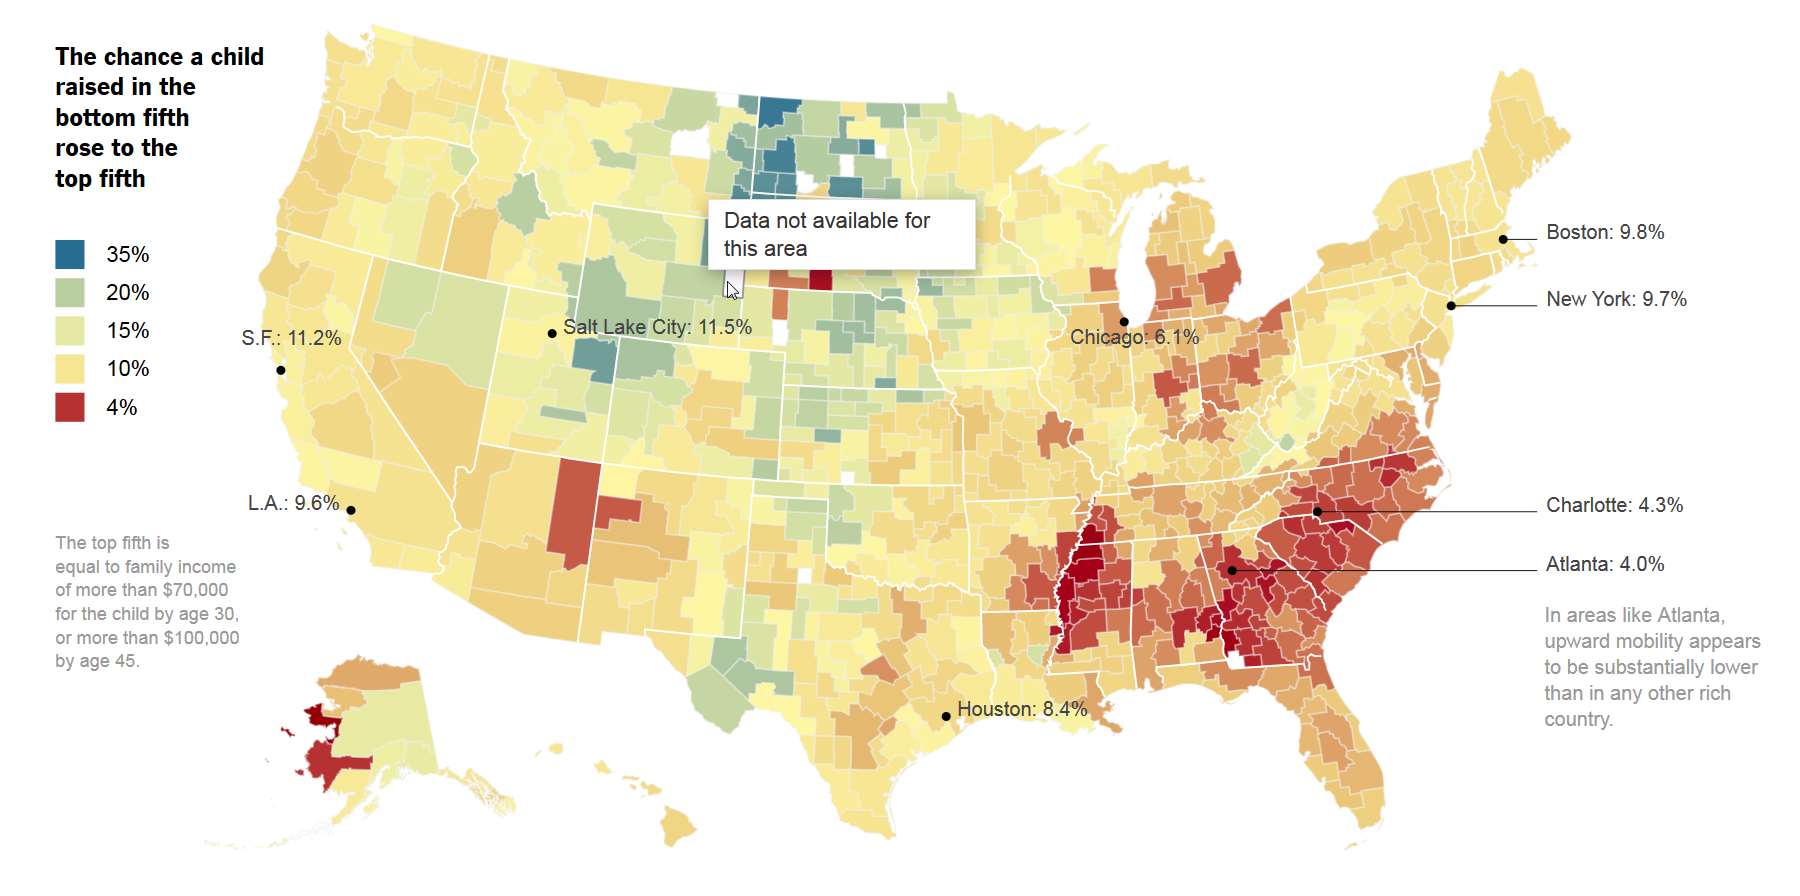 The chance a child
raised in the
bottom fifth
rose to the
top fifth
35%
20%
15%
10%
4%
Data not available for
this area
Boston: 9.8%
New York: 9.7%
Salt Lake City: 11.5%
S.F.: 11.2%
Chicago: 6.1%
L.A.: 9.6%
Charlotte: 4.3%
Atlanta: 4.0%
Houston: 8.4%
The top fifth is
equal to family income
of more than $70,000
for the child by age 30,
or more than $100,000
by age 45.
In areas like Atlanta,
upward mobility appears
to be substantially lower
than in any other rich
country.